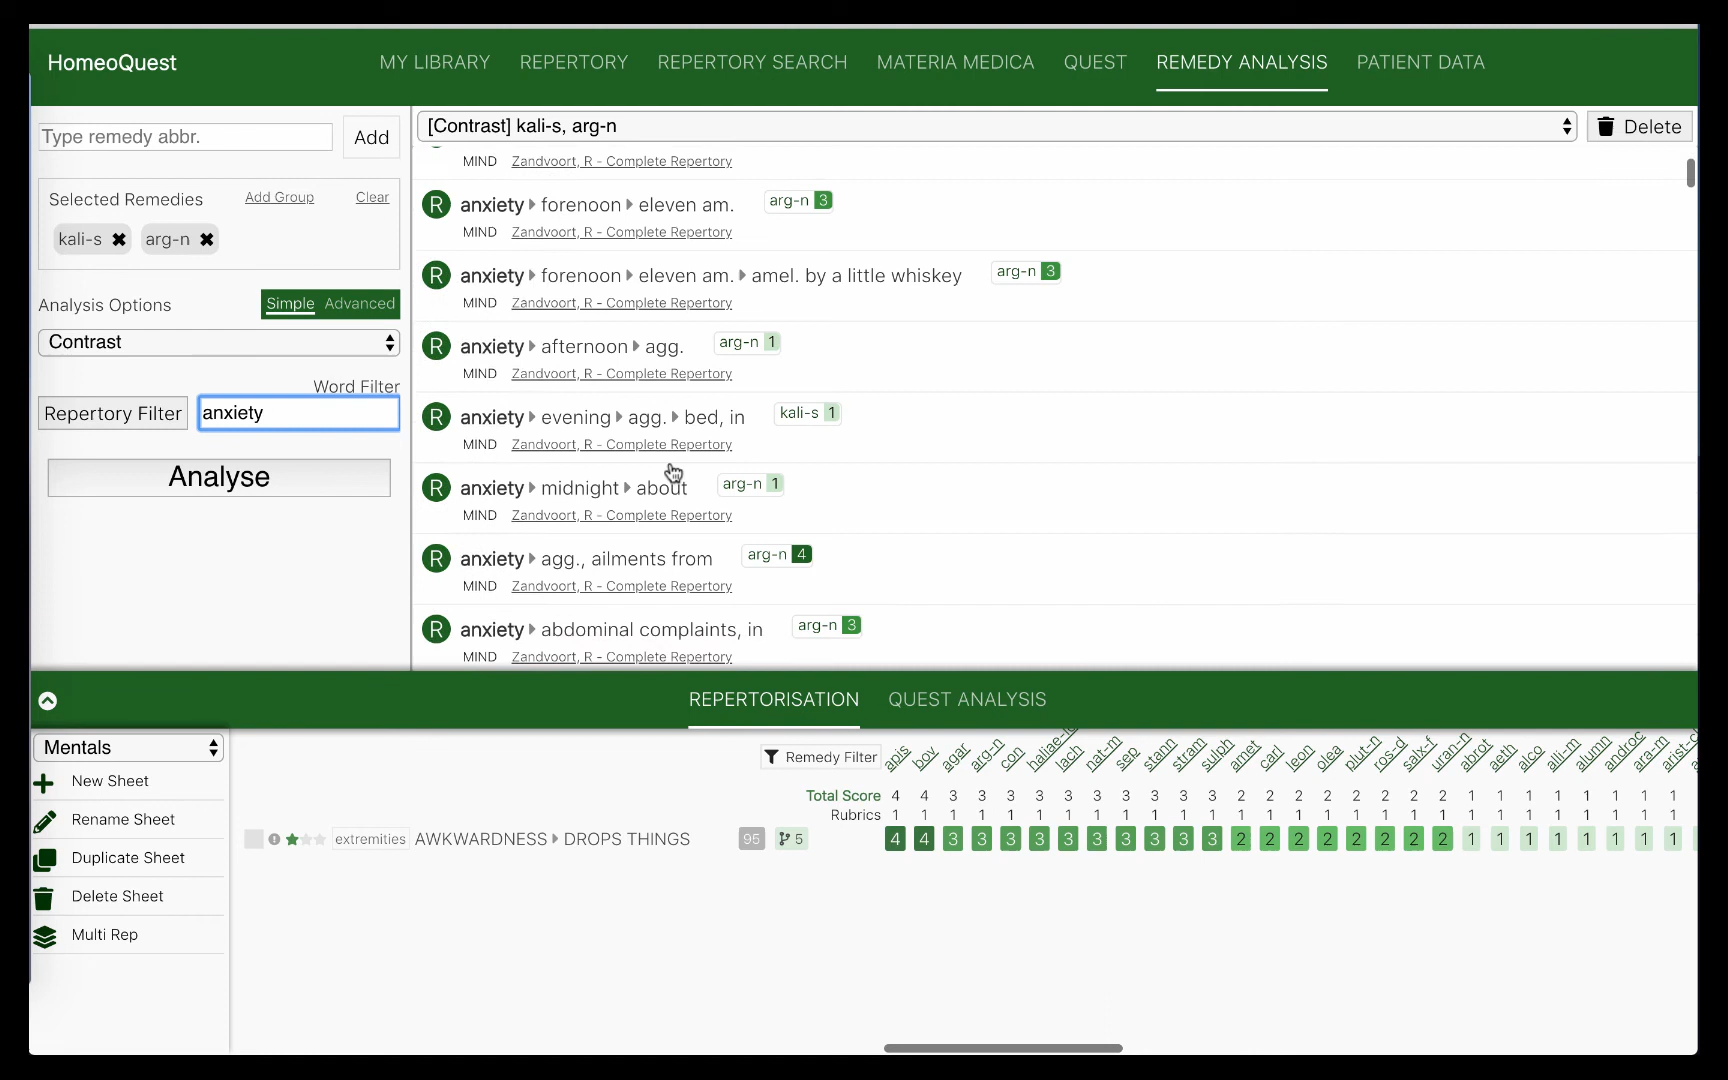 HomeoQuest MY LIBRARY REPERTORY REPERTORY SEARCH MATERIA MEDICA QUEST REMEDY ANALYSIS PATIENT DATA
Type remedy abbr. Add
Selected Remedies Add Group Clear
kali-s ✖ arg-n ✖
Analysis Options Simple Advanced
Contrast
Word Filter
Repertory Filter anxiety
Analyse
[Contrast] kali-s, arg-n Delete
MIND Zandvoort, R - Complete Repertory
R anxiety forenoon eleven am. arg-n 3
MIND Zandvoort, R - Complete Repertory
R anxiety forenoon eleven am. amel. by a little whiskey arg-n 3
MIND Zandvoort, R - Complete Repertory
R anxiety afternoon agg. arg-n 1
MIND Zandvoort, R - Complete Repertory
R anxiety evening agg. bed, in kali-s 1
MIND Zandvoort, R - Complete Repertory
R anxiety midnight about arg-n 1
MIND Zandvoort, R - Complete Repertory
R anxiety agg., ailments from arg-n 4
MIND Zandvoort, R - Complete Repertory
R anxiety abdominal complaints, in arg-n 3
MIND Zandvoort, R - Complete Repertory
REPERTORISATION QUEST ANALYSIS
Mentals
New Sheet
Rename Sheet
Duplicate Sheet
Delete Sheet
Multi Rep
Remedy Filter apis bov agar arg-n con lach nat-m sep stann stram sulph amet carl leon olea plut-n ros-d salx-f uran-n abrot aeth alco alli-m alumn androc ara-m
Total Score 4 4 3 3 3 3 3 3 3 3 3 3 2 2 2 2 2 2 2 2 1 1 1 1 1 1 1 1
Rubrics 1 1 1 1 1 1 1 1 1 1 1 1 1 1 1 1 1 1 1 1 1 1 1 1 1 1 1 1
extremities AWKWARDNESS DROPS THINGS 95 5 4 4 3 3 3 3 3 3 3 3 3 3 2 2 2 2 2 2 2 2 1 1 1 1 1 1 1 1